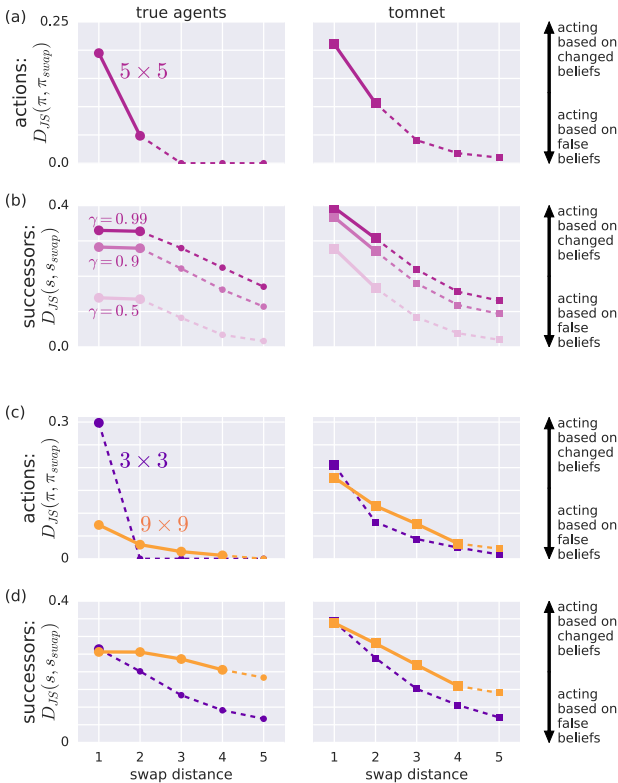 true agents
tomnet
(a)
actions:
D_JS(π, π_swap)
0.25
0.0
5 × 5
acting
based on
changed
beliefs
acting
based on
false
beliefs
(b)
successors:
D_JS(s, s_swap)
0.4
0.0
γ=0.99
γ=0.9
γ=0.5
acting
based on
changed
beliefs
acting
based on
false
beliefs
(c)
actions:
D_JS(π, π_swap)
0.3
0
3 × 3
9 × 9
acting
based on
changed
beliefs
acting
based on
false
beliefs
(d)
successors:
D_JS(s, s_swap)
0.4
0
acting
based on
changed
beliefs
acting
based on
false
beliefs
1 2 3 4 5
swap distance
1 2 3 4 5
swap distance